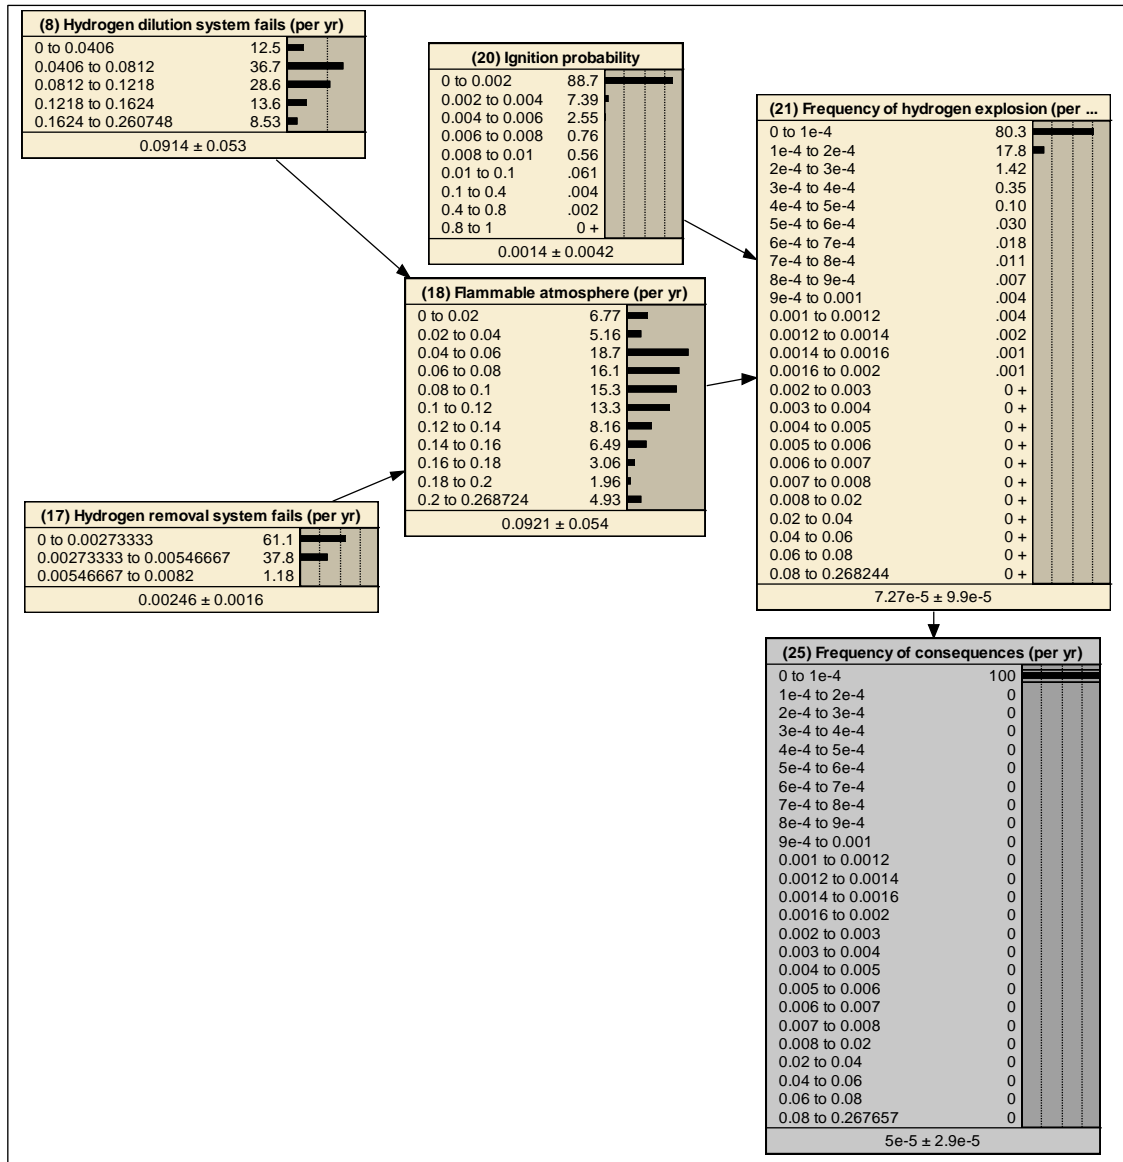 (8) Hydrogen dilution system fails (per yr)
0 to 0.0406 12.5
0.0406 to 0.0812 36.7
0.0812 to 0.1218 28.6
0.1218 to 0.1624 13.6
0.1624 to 0.260748 8.53
0.0914 ± 0.053
(20) Ignition probability
0 to 0.002 88.7
0.002 to 0.004 7.39
0.004 to 0.006 2.55
0.006 to 0.008 0.76
0.008 to 0.01 0.56
0.01 to 0.1 .061
0.1 to 0.4 .004
0.4 to 0.8 .002
0.8 to 1 0 +
0.0014 ± 0.0042
(21) Frequency of hydrogen explosion (per ...
0 to 1e-4 80.3
1e-4 to 2e-4 17.8
2e-4 to 3e-4 1.42
3e-4 to 4e-4 0.35
4e-4 to 5e-4 0.10
5e-4 to 6e-4 .030
6e-4 to 7e-4 .018
7e-4 to 8e-4 .011
8e-4 to 9e-4 .007
9e-4 to 0.001 .004
0.001 to 0.0012 .004
0.0012 to 0.0014 .002
0.0014 to 0.0016 .001
0.0016 to 0.002 .001
0.002 to 0.003 0 +
0.003 to 0.004 0 +
0.004 to 0.005 0 +
0.005 to 0.006 0 +
0.006 to 0.007 0 +
0.007 to 0.008 0 +
0.008 to 0.02 0 +
0.02 to 0.04 0 +
0.04 to 0.06 0 +
0.06 to 0.08 0 +
0.08 to 0.268244 0 +
7.27e-5 ± 9.9e-5
(18) Flammable atmosphere (per yr)
0 to 0.02 6.77
0.02 to 0.04 5.16
0.04 to 0.06 18.7
0.06 to 0.08 16.1
0.08 to 0.1 15.3
0.1 to 0.12 13.3
0.12 to 0.14 8.16
0.14 to 0.16 6.49
0.16 to 0.18 3.06
0.18 to 0.2 1.96
0.2 to 0.268724 4.93
0.0921 ± 0.054
(17) Hydrogen removal system fails (per yr)
0 to 0.00273333 61.1
0.00273333 to 0.00546667 37.8
0.00546667 to 0.0082 1.18
0.00246 ± 0.0016
(25) Frequency of consequences (per yr)
0 to 1e-4 100
1e-4 to 2e-4 0
2e-4 to 3e-4 0
3e-4 to 4e-4 0
4e-4 to 5e-4 0
5e-4 to 6e-4 0
6e-4 to 7e-4 0
7e-4 to 8e-4 0
8e-4 to 9e-4 0
9e-4 to 0.001 0
0.001 to 0.0012 0
0.0012 to 0.0014 0
0.0014 to 0.0016 0
0.0016 to 0.002 0
0.002 to 0.003 0
0.003 to 0.004 0
0.004 to 0.005 0
0.005 to 0.006 0
0.006 to 0.007 0
0.007 to 0.008 0
0.008 to 0.02 0
0.02 to 0.04 0
0.04 to 0.06 0
0.06 to 0.08 0
0.08 to 0.267657 0
5e-5 ± 2.9e-5